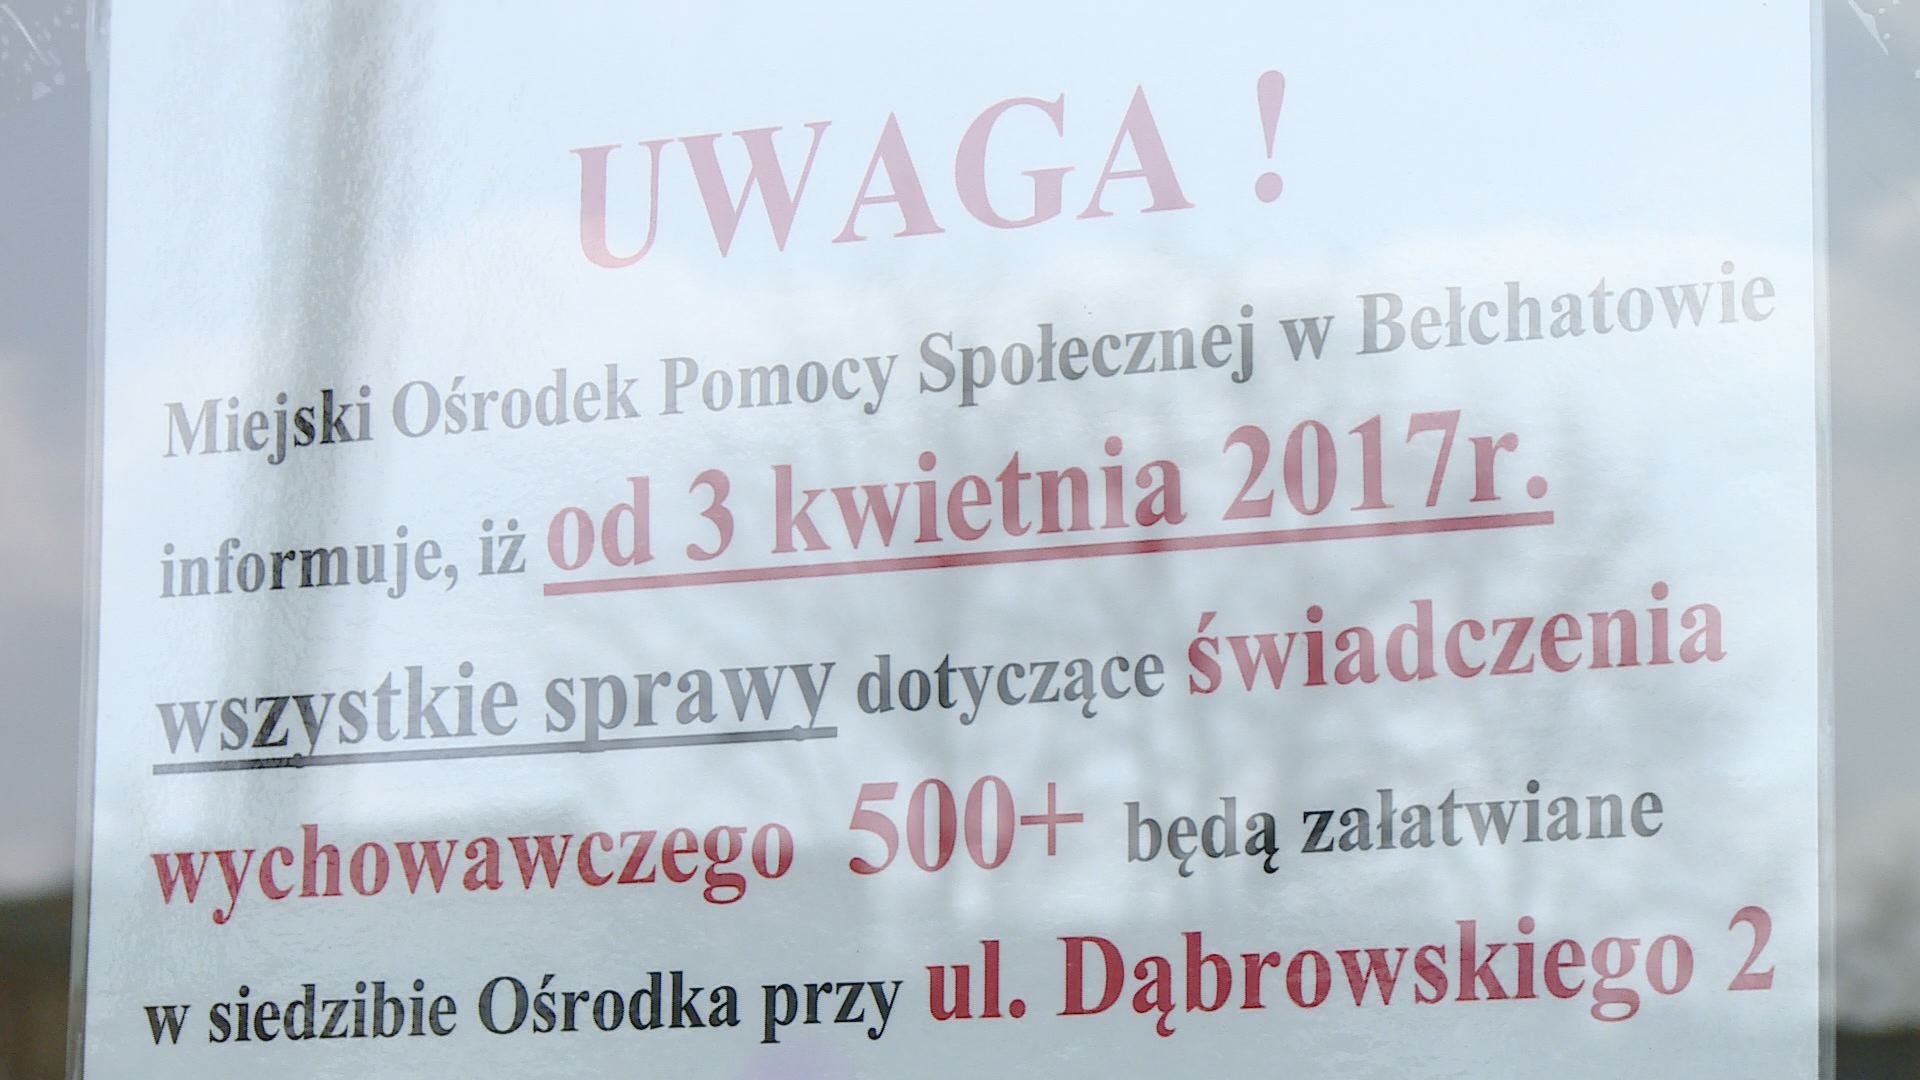 UWAGA !
Miejski Ośrodek Pomocy Społecznej w Bełchatowie
informuje, iż od 3 kwietnia 2017r.
wszystkie sprawy dotyczące świadczenia
wychowawczego 500+ będą załatwiane
w siedzibie Ośrodka przy ul. Dąbrowskiego 2